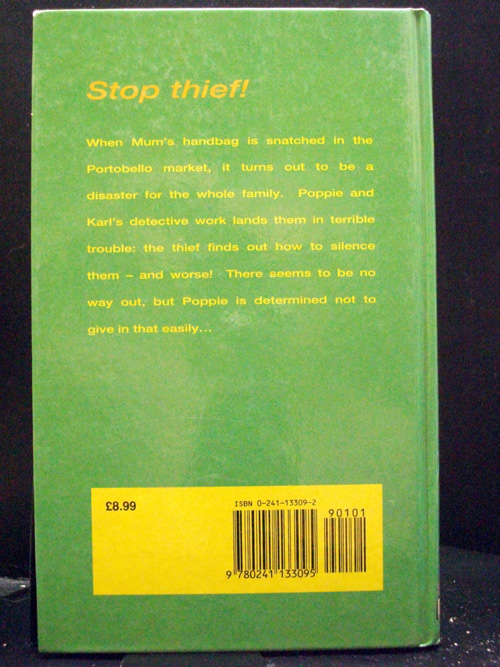 Stop thief!
When Mum's handbag is snatched in the
Portobello market, it turns out to be a
disaster for the whole family. Poppie and
Karl's detective work lands them in terrible
trouble: the thief finds out how to silence
them – and worse! There seems to be no
way out, but Poppie is determined not to
give in that easily...
£8.99
ISBN 0-241-13309-2
90101
9 780241 133095